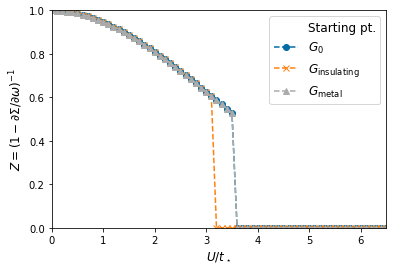 Starting pt.
G₀
G_insulating
G_metal
Z = (1 − ∂Σ/∂ω)⁻¹
1.0
0.8
0.6
0.4
0.2
0.0
0 1 2 3 4 5 6
U/t⋆